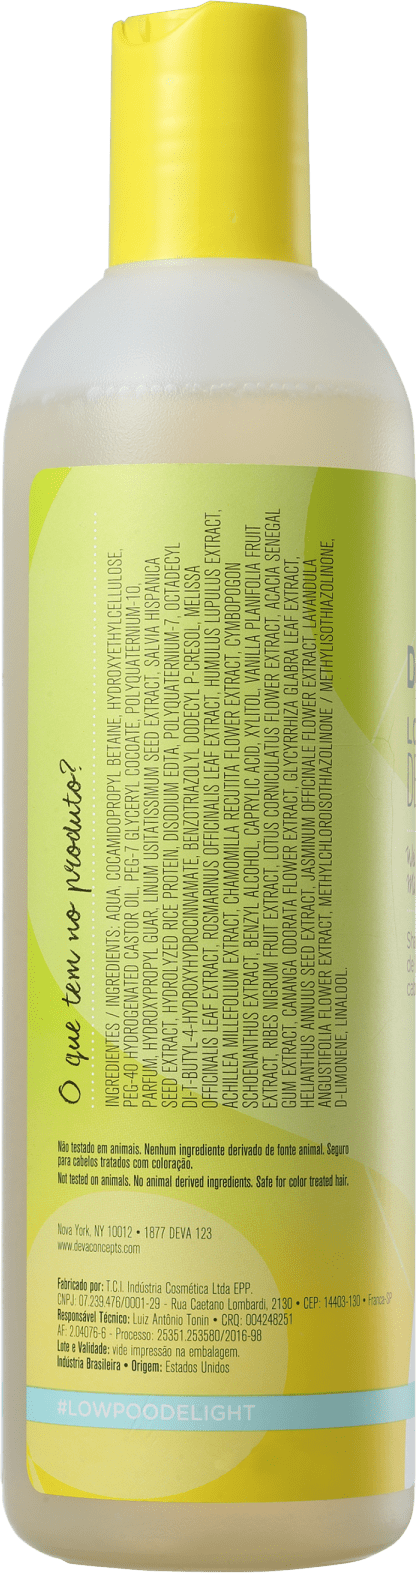 O que tem no produto?
INGREDIENTES / INGREDIENTS: AQUA, COCAMIDOPROPYL BETAINE, HYDROXYETHYLCELLULOSE,
PEG-40 HYDROGENATED CASTOR OIL, PEG-7 GLYCERYL COCOATE, POLYQUATERNIUM-10,
PARFUM, HYDROXYPROPYL GUAR, LINUM USITATISSIMUM SEED EXTRACT, SALVIA HISPANICA
SEED EXTRACT, HYDROLYZED RICE PROTEIN, DISODIUM EDTA, POLYQUATERNIUM-7, OCTADECYL
DI-T-BUTYL-4-HYDROXYHYDROCINNAMATE, BENZOTRIAZOLYL DODECYL P-CRESOL, MELISSA
OFFICINALIS LEAF EXTRACT, ROSMARINUS OFFICINALIS LEAF EXTRACT, HUMULUS LUPULUS EXTRACT,
ACHILLEA MILLEFOLIUM EXTRACT, CHAMOMILLA RECUTITA FLOWER EXTRACT, CYMBOPOGON
SCHOENANTHUS EXTRACT, BENZYL ALCOHOL, CAPRYLIC ACID, XYLITOL, VANILLA PLANIFOLIA FRUIT
EXTRACT, RIBES NIGRUM FRUIT EXTRACT, LOTUS CORNICULATUS FLOWER EXTRACT, ACACIA SENEGAL
GUM EXTRACT, CANANGA ODORATA FLOWER EXTRACT, GLYCYRRHIZA GLABRA LEAF EXTRACT,
HELIANTHUS ANNUUS SEED EXTRACT, JASMINUM OFFICINALE FLOWER EXTRACT, LAVANDULA
ANGUSTIFOLIA FLOWER EXTRACT, METHYLCHLOROISOTHIAZOLINONE / METHYLISOTHIAZOLINONE,
D-LIMONENE, LINALOOL.
Não testado em animais. Nenhum ingrediente derivado de fonte animal. Seguro
para cabelos tratados com coloração.
Not tested on animals. No animal derived ingredients. Safe for color treated hair.
Nova York, NY 10012 • 1877 DEVA 123
www.devaconcepts.com
Fabricado por: T.C.I. Indústria Cosmética Ltda EPP.
CNPJ: 07.239.476/0001-29 - Rua Caetano Lombardi, 2130 • CEP: 14403-130 • Franca-SP
Responsável Técnico: Luiz Antônio Tonin • CRQ: 004248251
AF: 2.04076-6 - Processo: 25351.253580/2016-98
Lote e Validade: vide impressão na embalagem.
Indústria Brasileira • Origem: Estados Unidos
#LOWPOODELIGHT